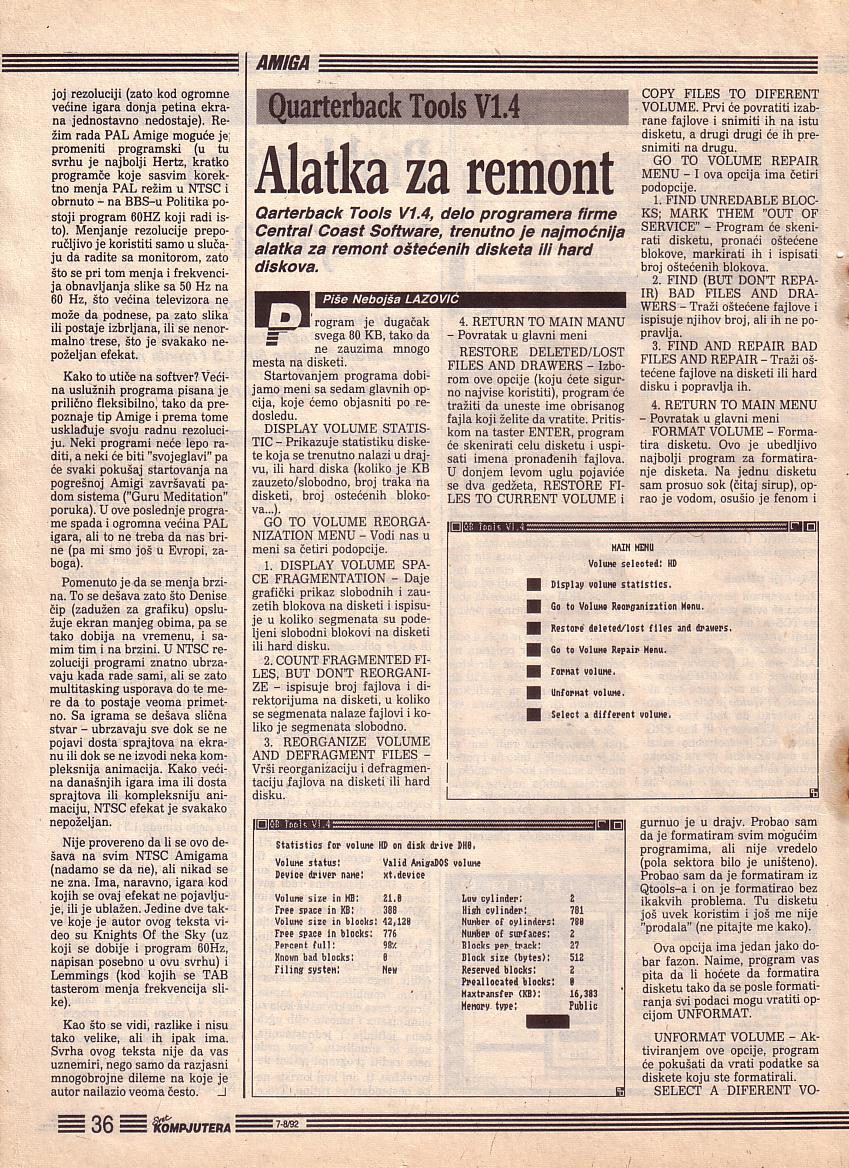 AMIGA
joj rezoluciji (zato kod ogromne
većine igara donja petina ekra-
na jednostavno nedostaje). Re-
žim rada PAL Amige moguće je
promeniti programski (u tu
svrhu je najbolji Hertz, kratko
programče koje sasvim korek-
tno menja PAL režim u NTSC i
obrnuto – na BBS–u Politika po-
stoji program 60HZ koji radi is-
to). Menjanje rezolucije prepo-
ručljivo je koristiti samo u sluča-
ju da radite sa monitorom, zato
što se pri tom menja i frekvenci-
ja obnavljanja slike sa 50 Hz na
60 Hz, što većina televizora ne
može da podnese, pa zato slika
ili postaje izbrljana, ili se nenor-
malno trese, što je svakako ne-
poželjan efekat.
Kako to utiče na softver? Veći-
na uslužnih programa pisana je
prilično fleksibilno, tako da pre-
poznaje tip Amige i prema tome
usklađuje svoju radnu rezoluci-
ju. Neki programi neće lepo ra-
diti, a neki će biti "svojeglavi" pa
će svaki pokušaj startovanja na
pogrešnoj Amigi završavati pa-
dom sistema ("Guru Meditation"
poruka). U ove poslednje progra-
me spada i ogromna većina PAL
igara, ali to ne treba da nas bri-
ne (pa mi smo još u Evropi, za-
boga).
Pomenuto je da se menja brzi-
na. To se dešava zato što Denise
čip (zadužen za grafiku) opslu-
žuje ekran manjeg obima, pa se
tako dobija na vremenu, i sa-
mim tim i na brzini. U NTSC re-
zoluciji programi znatno ubrza-
vaju kada rade sami, ali se zato
multitasking usporava do te me-
re da to postaje veoma primet-
no. Sa igrama se dešava slična
stvar – ubrzavaju sve dok se ne
pojavi dosta sprajtova na ekra-
nu ili dok se ne izvodi neka kom-
pleksnija animacija. Kako veći-
na današnjih igara ima ili dosta
sprajtova ili kompleksniju ani-
maciju, NTSC efekat je svakako
nepoželjan.
Nije provereno da li se ovo de-
šava na svim NTSC Amigama
(nadamo se da ne), ali nikad se
ne zna. Ima, naravno, igara kod
kojih se ovaj efekat ne pojavlju-
je, ili je ublažen. Jedine dve tak-
ve koje je autor ovog teksta vi-
deo su Knights Of the Sky (uz
koji se dobije i program 60Hz,
napisan posebno u ovu svrhu) i
Lemmings (kod kojih se TAB
tasterom menja frekvencija sli-
ke).
Kao što se vidi, razlike i nisu
tako velike, ali ih ipak ima.
Svrha ovog teksta nije da vas
uznemiri, nego samo da razjasni
mnogobrojne dileme na koje je
autor nailazio veoma često.
Quarterback Tools V1.4
Alatka za remont
Qarterback Tools V1.4, delo programera firme
Central Coast Software, trenutno je najmoćnija
alatka za remont oštećenih disketa ili hard
diskova.
Piše Nebojša LAZOVIĆ
Program je dugačak
svega 80 KB, tako da
ne zauzima mnogo
mesta na disketi.
Startovanjem programa dobi-
jamo meni sa sedam glavnih op-
cija, koje ćemo objasniti po re-
dosledu.
DISPLAY VOLUME STATIS-
TIC – Prikazuje statistiku diske-
te koja se trenutno nalazi u draj-
vu, ili hard diska (koliko je KB
zauzeto/slobodno, broj traka na
disketi, broj ostećenih bloko-
va...).
GO TO VOLUME REORGA-
NIZATION MENU – Vodi nas u
meni sa četiri podopcije.
1. DISPLAY VOLUME SPA-
CE FRAGMENTATION – Daje
grafički prikaz slobodnih i zau-
zetih blokova na disketi i ispisu-
je u koliko segmenata su pode-
ljeni slobodni blokovi na disketi
ili hard disku.
2. COUNT FRAGMENTED FI-
LES, BUT DON'T REORGANI-
ZE – ispisuje broj fajlova i di-
rektorijuma na disketi, u koliko
se segmenata nalaze fajlovi i ko-
liko je segmenata slobodno.
3. REORGANIZE VOLUME
AND DEFRAGMENT FILES –
Vrši reorganizaciju i defragmen-
taciju fajlova na disketi ili hard
disku.
4. RETURN TO MAIN MANU
– Povratak u glavni meni
RESTORE DELETED/LOST
FILES AND DRAWERS – Izbo-
rom ove opcije (koju ćete sigur-
no najvise koristiti), program će
tražiti da uneste ime obrisanog
fajla koji želite da vratite. Pritis-
kom na taster ENTER, program
će skenirati celu disketu i uspi-
sati imena pronađenih fajlova.
U donjem levom uglu pojaviće
se dva gedžeta, RESTORE FI-
LES TO CURRENT VOLUME i
COPY FILES TO DIFERENT
VOLUME. Prvi će povratiti izab-
rane fajlove i snimiti ih na istu
disketu, a drugi drugi će ih pre-
snimiti na drugu.
GO TO VOLUME REPAIR
MENU – I ova opcija ima četiri
podopcije.
1. FIND UNREDABLE BLOC-
KS; MARK THEM "OUT OF
SERVICE" – Program će skeni-
rati disketu, pronaći oštećene
blokove, markirati ih i ispisati
broj oštećenih blokova.
2. FIND (BUT DON'T REPA-
IR) BAD FILES AND DRA-
WERS – Traži oštećene fajlove i
ispisuje njihov broj, ali ih ne po-
pravlja.
3. FIND AND REPAIR BAD
FILES AND REPAIR – Traži oš-
tećene fajlove na disketi ili hard
disku i popravlja ih.
4. RETURN TO MAIN MENU
– Povratak u glavni meni
FORMAT VOLUME – Forma-
tira disketu. Ovo je ubedljivo
najbolji program za formatira-
nje disketa. Na jednu disketu
sam prosuo sok (čitaj sirup), op-
rao je vodom, osušio je fenom i
QB Tools V1.4
MAIN MENU
Volume selected: HD
Display volume statistics.
Go to Volume Reorganization Menu.
Restore deleted/lost files and drawers.
Go to Volume Repair Menu.
Format volume.
Unformat volume.
Select a different volume.
QB Tools V1.4
Statistics for volume HD on disk drive DH0.
Volume status: Valid AmigaDOS volume
Device driver name: xt.device
Volume size in MB: 21.0
Free space in KB: 388
Volume size in blocks: 42,120
Free space in blocks: 776
Percent full: 98%
Known bad blocks: 0
Filing system: New
Low cylinder: 2
High cylinder: 781
Number of cylinders: 780
Number of surfaces: 2
Blocks per track: 27
Block size (bytes): 512
Reserved blocks: 2
Preallocated blocks: 0
Maxtransfer (KB): 16,383
Memory type: Public
gurnuo je u drajv. Probao sam
da je formatiram svim mogućim
programima, ali nije vredelo
(pola sektora bilo je uništeno).
Probao sam da je formatiram iz
Qtools–a i on je formatirao bez
ikakvih problema. Tu disketu
još uvek koristim i još me nije
"prodala" (ne pitajte me kako).
Ova opcija ima jedan jako do-
bar fazon. Naime, program vas
pita da li hoćete da formatira
disketu tako da se posle formati-
ranja svi podaci mogu vratiti op-
cijom UNFORMAT.
UNFORMAT VOLUME – Ak-
tiviranjem ove opcije, program
će pokušati da vrati podatke sa
diskete koju ste formatirali.
SELECT A DIFERENT VO-
36 Svet KOMPJUTERA 7-8/92